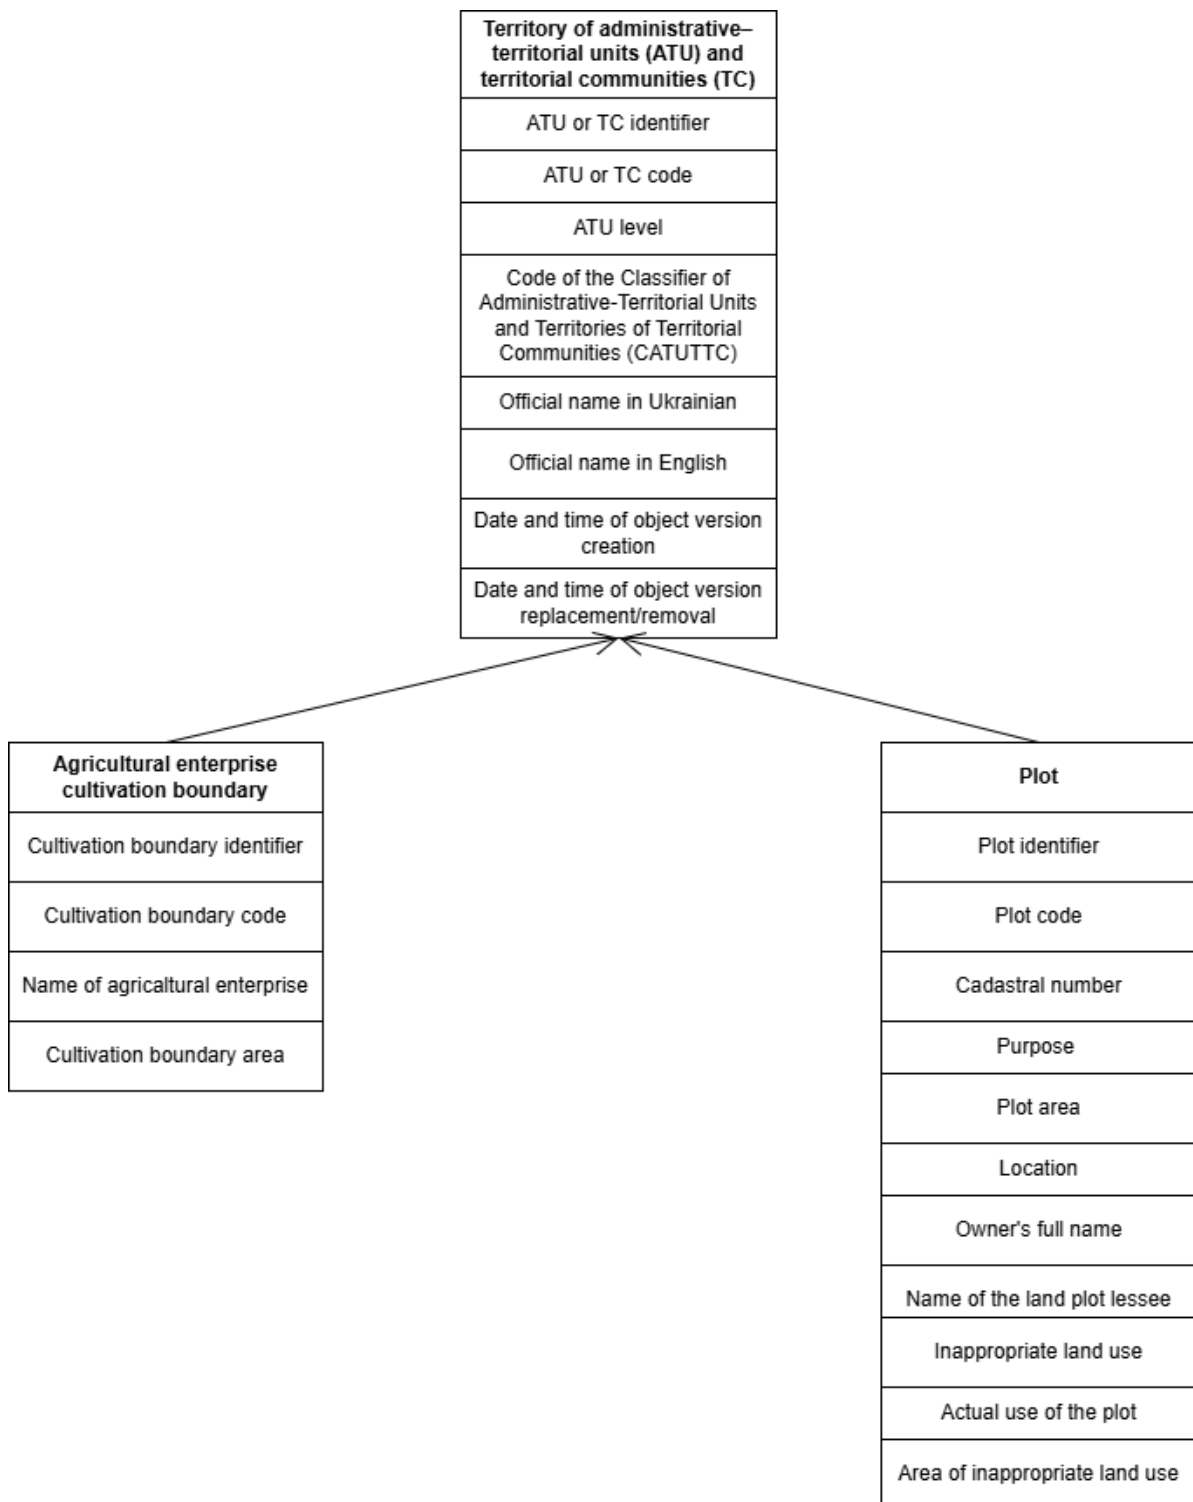 Territory of administrative–
territorial units (ATU) and
territorial communities (TC)
ATU or TC identifier
ATU or TC code
ATU level
Code of the Classifier of
Administrative-Territorial Units
and Territories of Territorial
Communities (CATUTTC)
Official name in Ukrainian
Official name in English
Date and time of object version
creation
Date and time of object version
replacement/removal
Agricultural enterprise
cultivation boundary
Cultivation boundary identifier
Cultivation boundary code
Name of agricaltural enterprise
Cultivation boundary area
Plot
Plot identifier
Plot code
Cadastral number
Purpose
Plot area
Location
Owner's full name
Name of the land plot lessee
Inappropriate land use
Actual use of the plot
Area of inappropriate land use